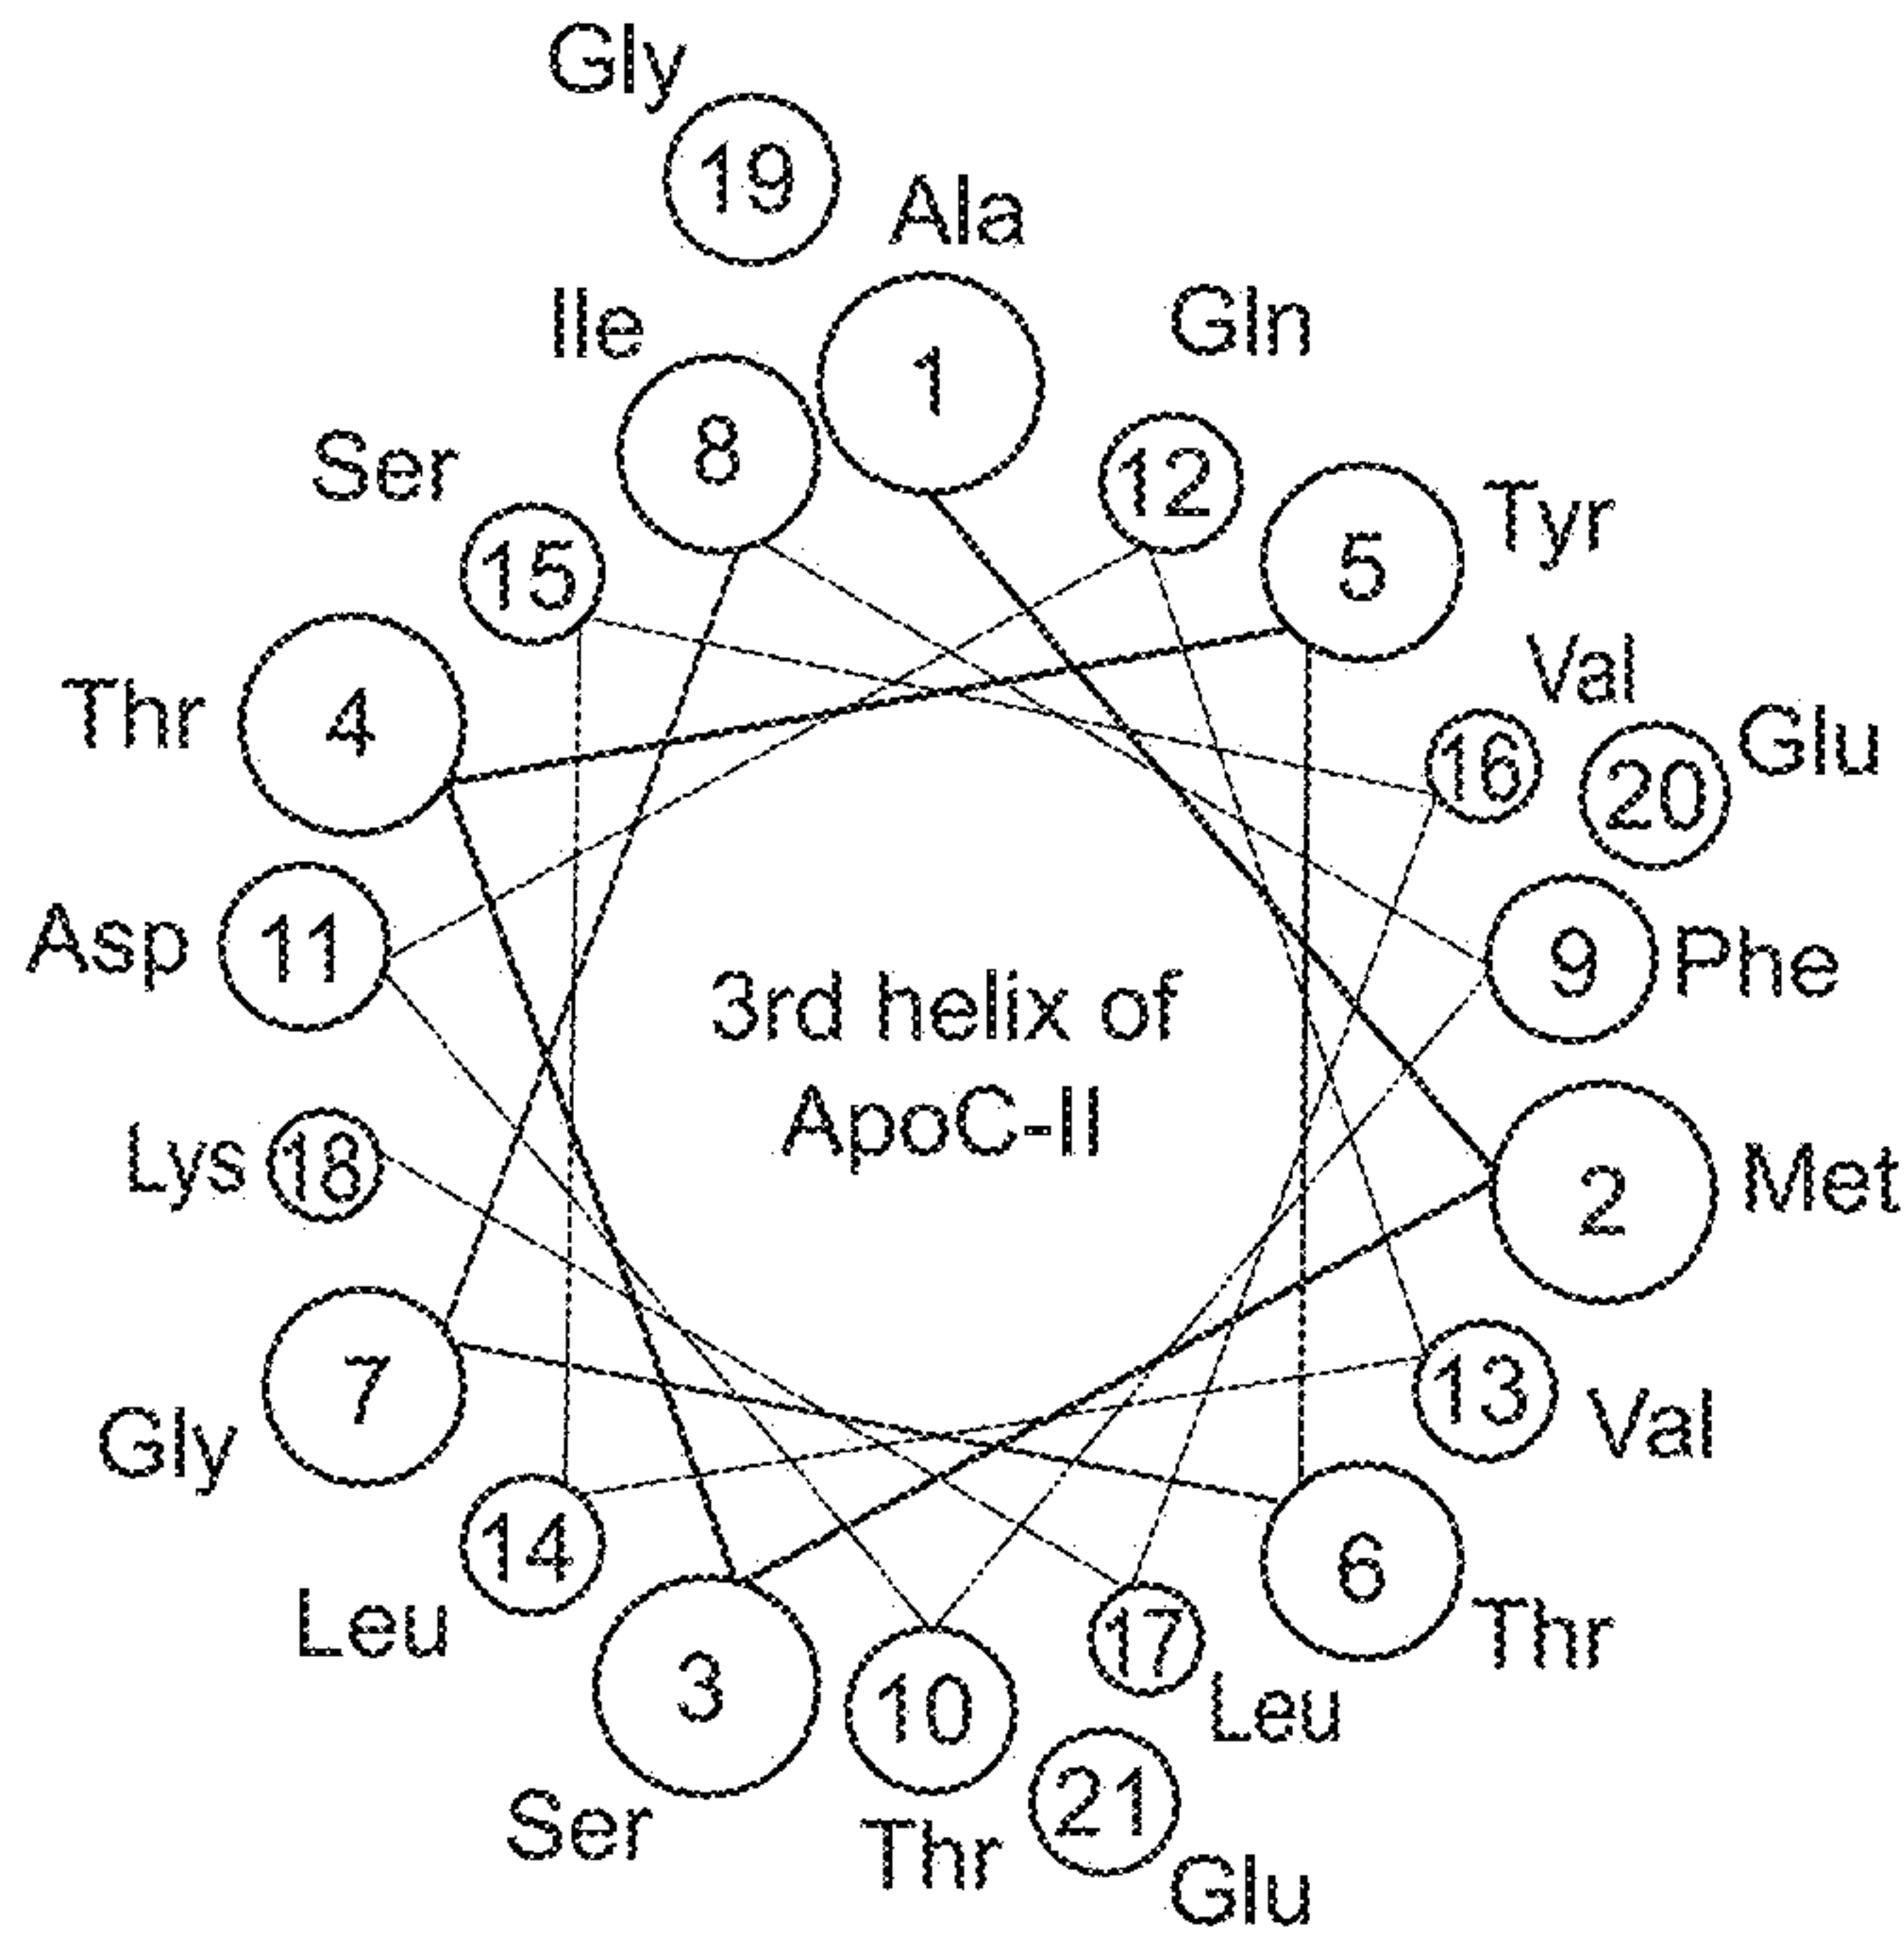 Gly
19
Ala
1
Ile
8
Gln
12
Ser
15
Tyr
5
Thr
4
Val
16
Glu
20
Asp
11
9
Phe
3rd helix of
ApoC-II
Lys
18
2
Met
7
Gly
13
Val
14
Leu
6
Thr
17
Leu
3
Ser
10
Thr
21
Glu